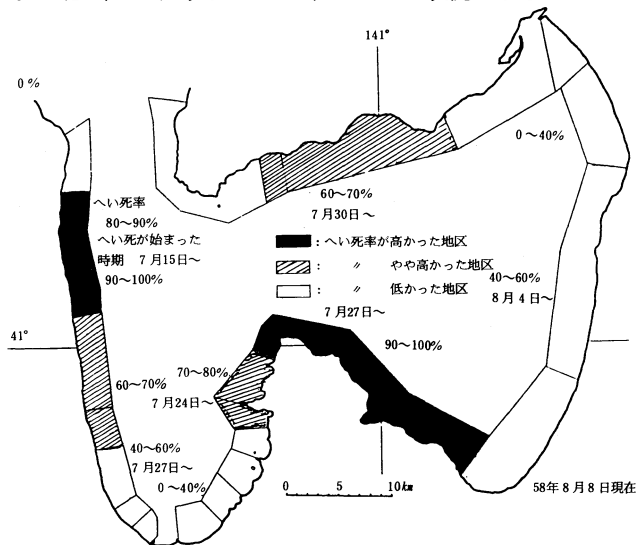 141°
0%
0～40%
60～70%
7月30日～
へい死率
80～90%
へい死が始まった
時期 7月15日～
90～100%
：へい死率が高かった地区
： 〃 やや高かった地区
： 〃 低かった地区
7月27日～
90～100%
40～60%
8月4日～
41°
70～80%
7月24日～
60～70%
40～60%
7月27日～
0～40%
0 5 10km
58年8月8日現在